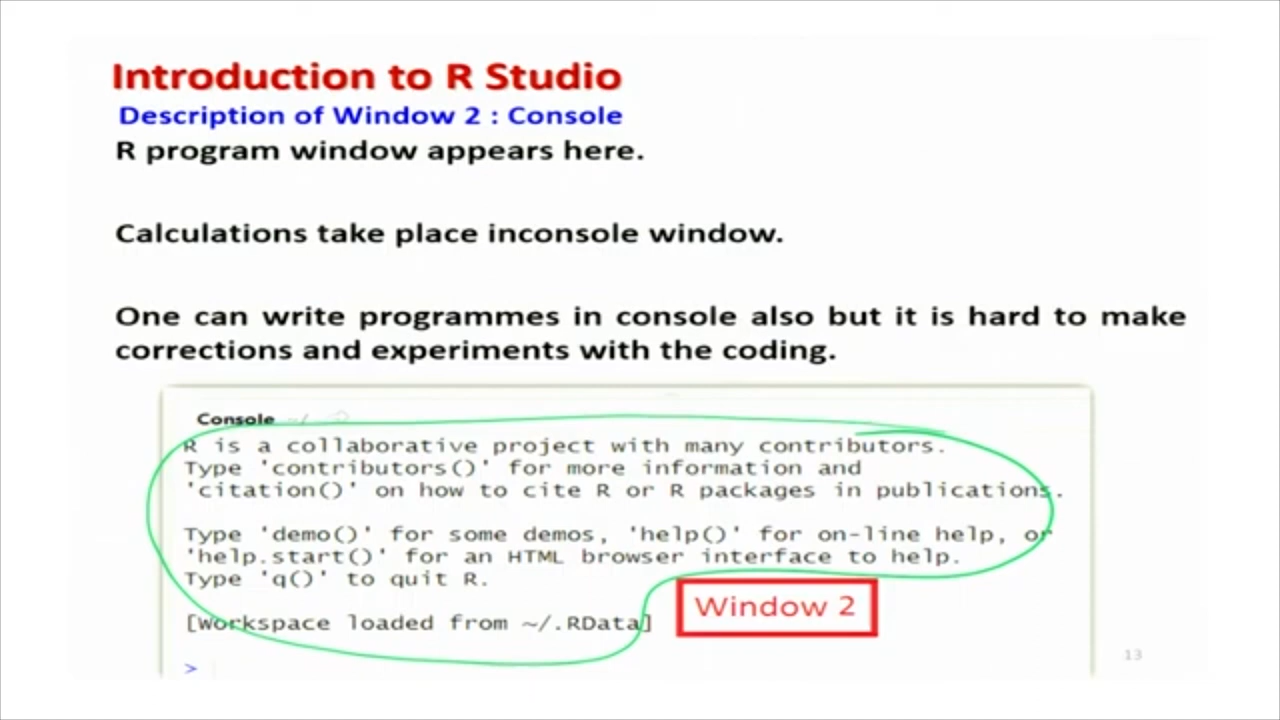 Introduction to R Studio
Description of Window 2 : Console
R program window appears here.
Calculations take place inconsole window.
One can write programmes in console also but it is hard to make
corrections and experiments with the coding.
Console ~/
R is a collaborative project with many contributors.
Type 'contributors()' for more information and
'citation()' on how to cite R or R packages in publications.
Type 'demo()' for some demos, 'help()' for on-line help, or
'help.start()' for an HTML browser interface to help.
Type 'q()' to quit R.
[Workspace loaded from ~/.RData]
Window 2
>
13